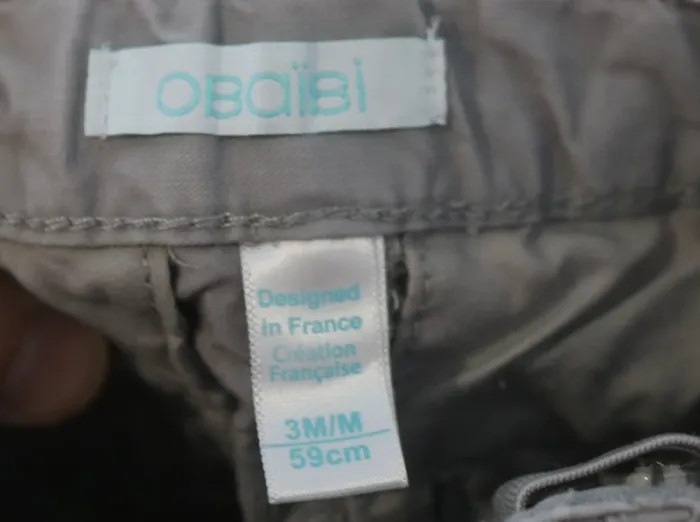 OBaïBi
Designed
in France
Création
Française
3M/M
59cm